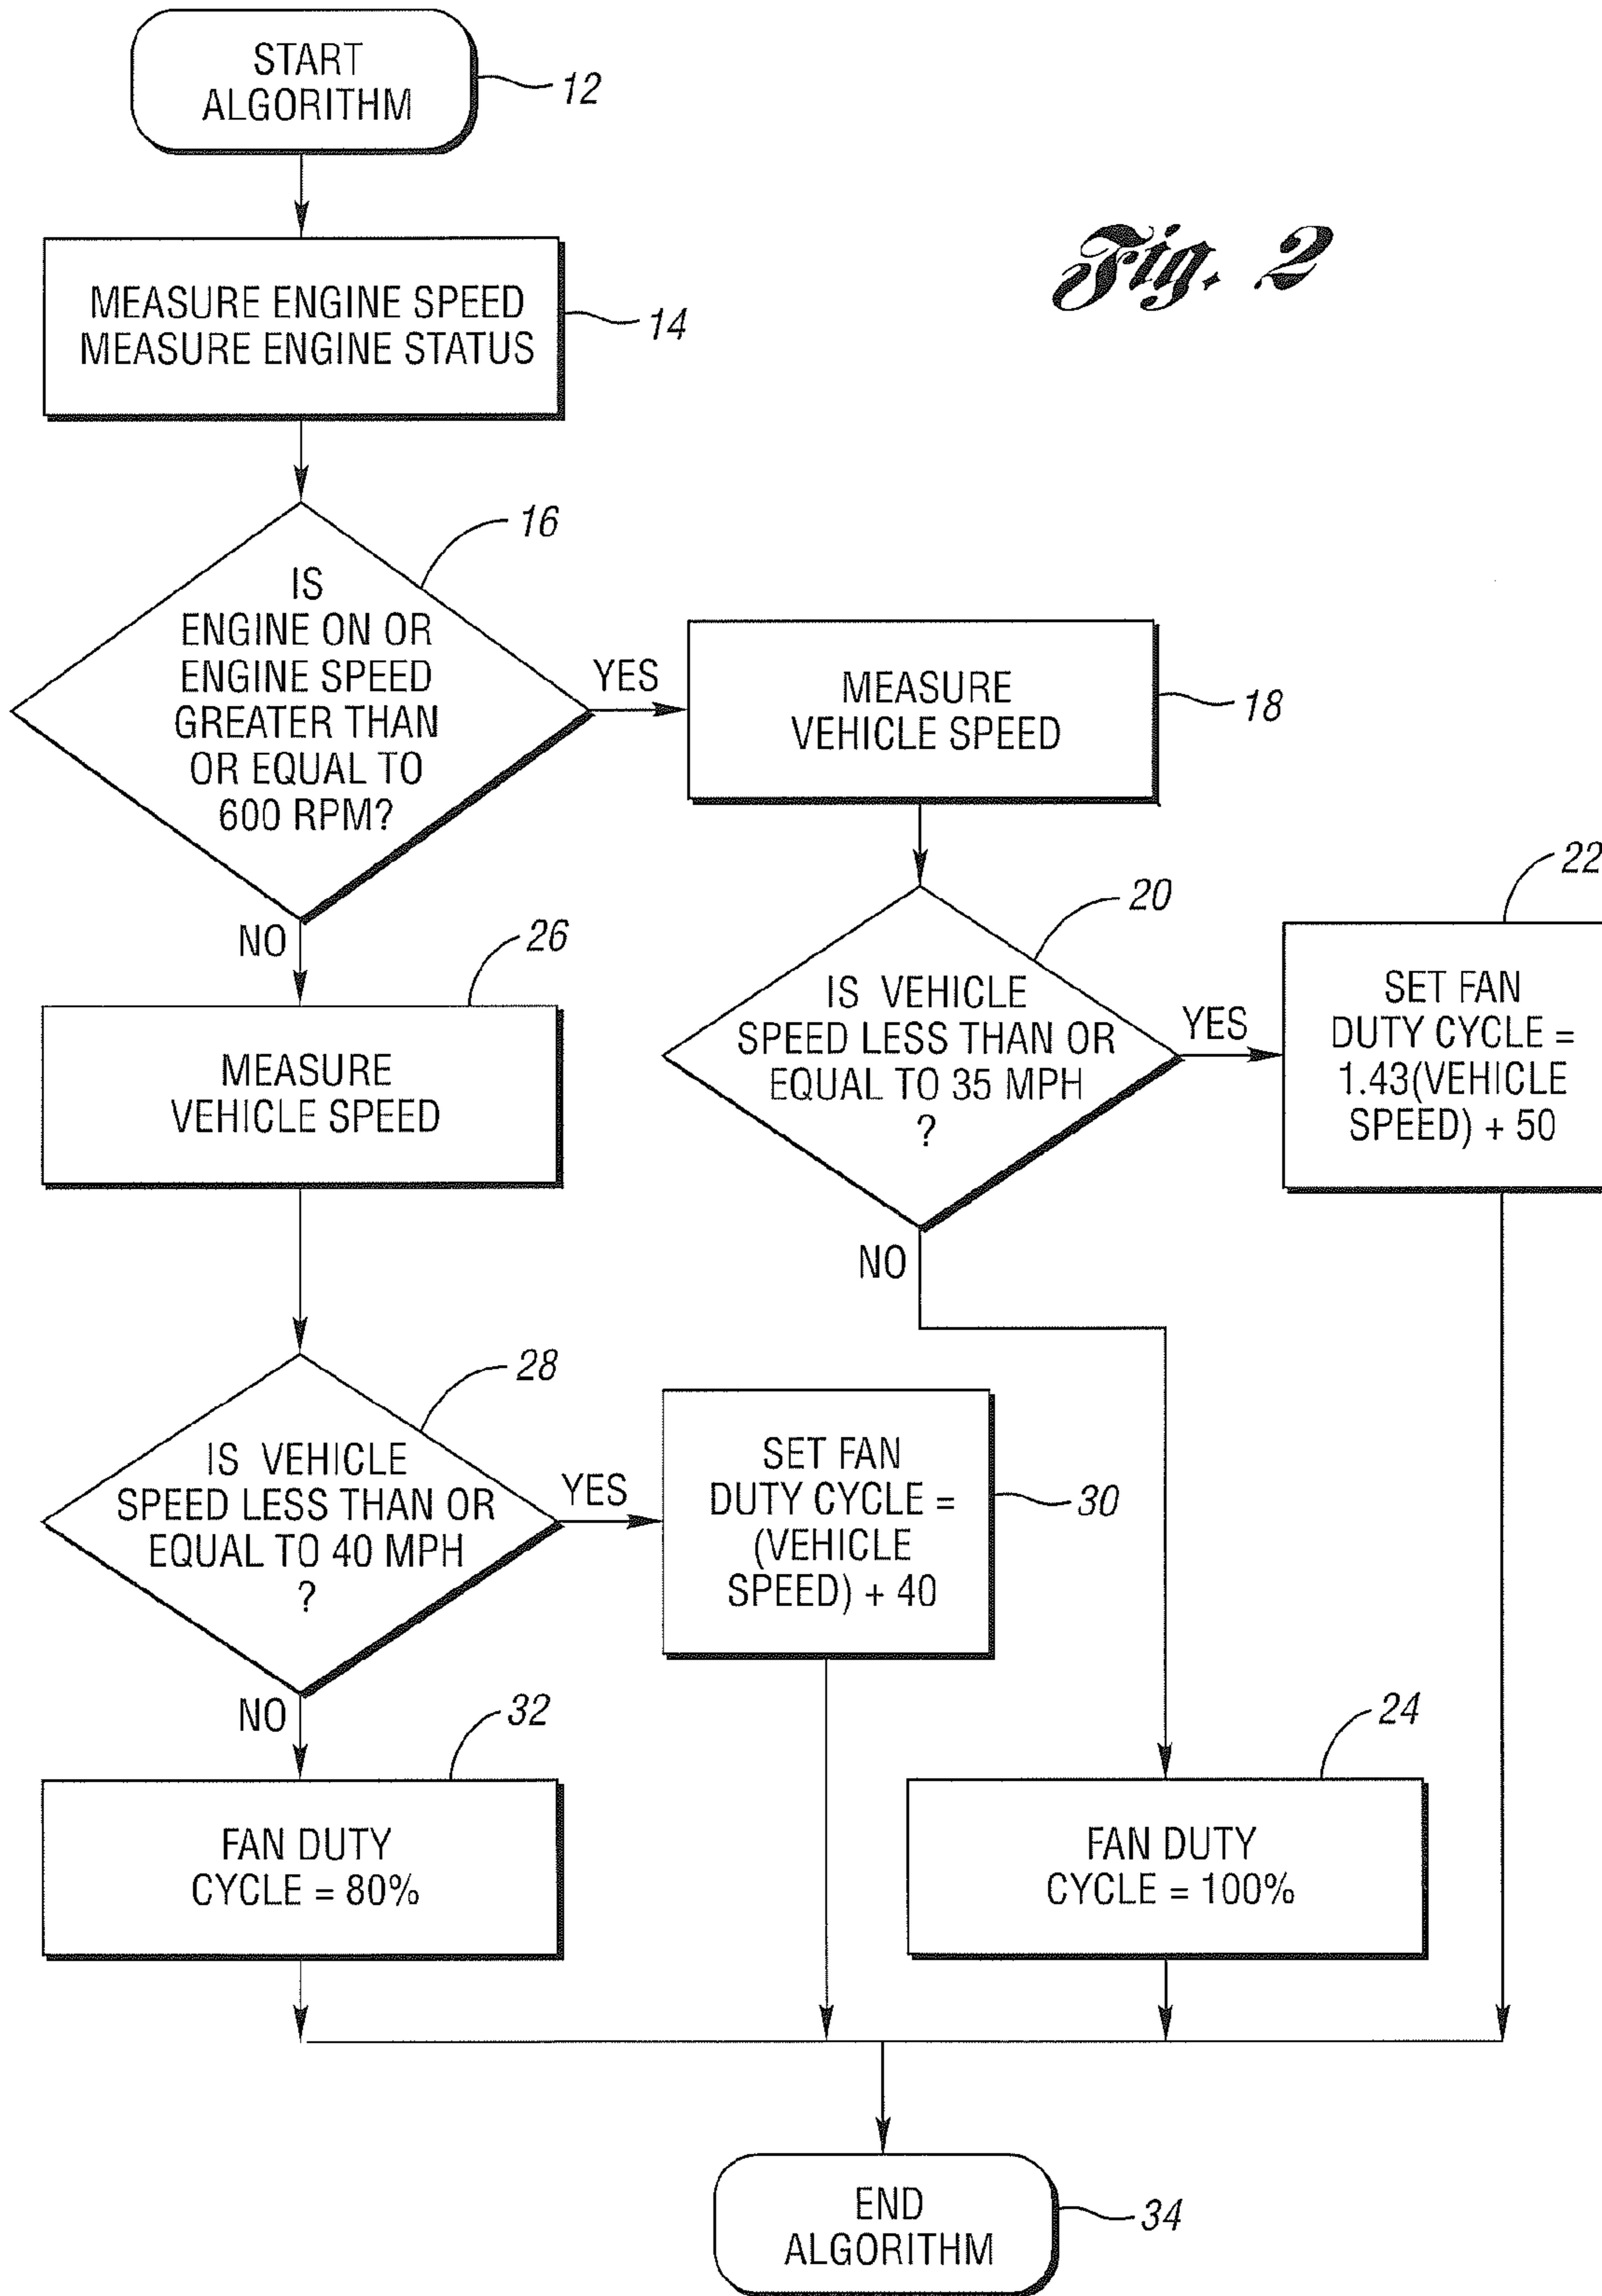 START
ALGORITHM
12
Fig. 2
MEASURE ENGINE SPEED
MEASURE ENGINE STATUS
14
16
IS
ENGINE ON OR
ENGINE SPEED
GREATER THAN
OR EQUAL TO
600 RPM?
YES
MEASURE
VEHICLE SPEED
18
NO
20
22
IS VEHICLE
SPEED LESS THAN OR
EQUAL TO 35 MPH
?
YES
SET FAN
DUTY CYCLE =
1.43(VEHICLE
SPEED) + 50
26
MEASURE
VEHICLE SPEED
NO
28
IS VEHICLE
SPEED LESS THAN OR
EQUAL TO 40 MPH
?
YES
SET FAN
DUTY CYCLE =
(VEHICLE
SPEED) + 40
30
NO
32
FAN DUTY
CYCLE = 80%
24
FAN DUTY
CYCLE = 100%
END
ALGORITHM
34